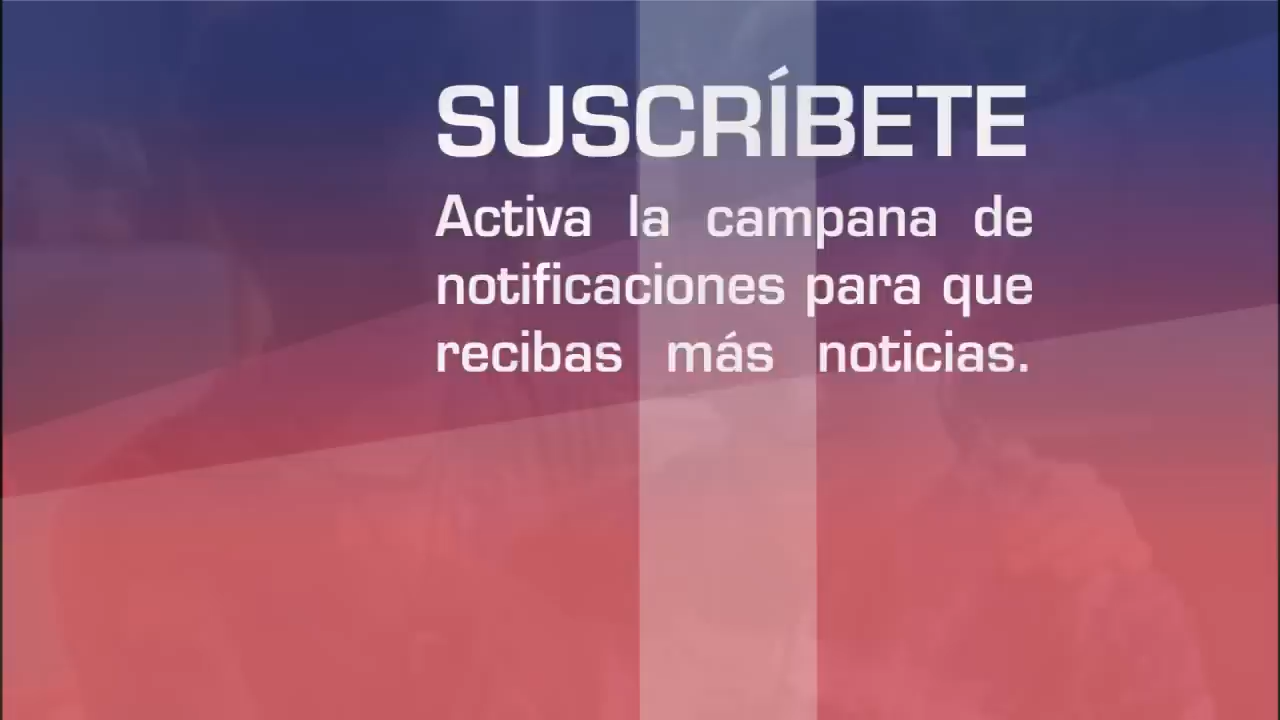 SUSCRÍBETE
Activa la campana de
notificaciones para que
recibas más noticias.